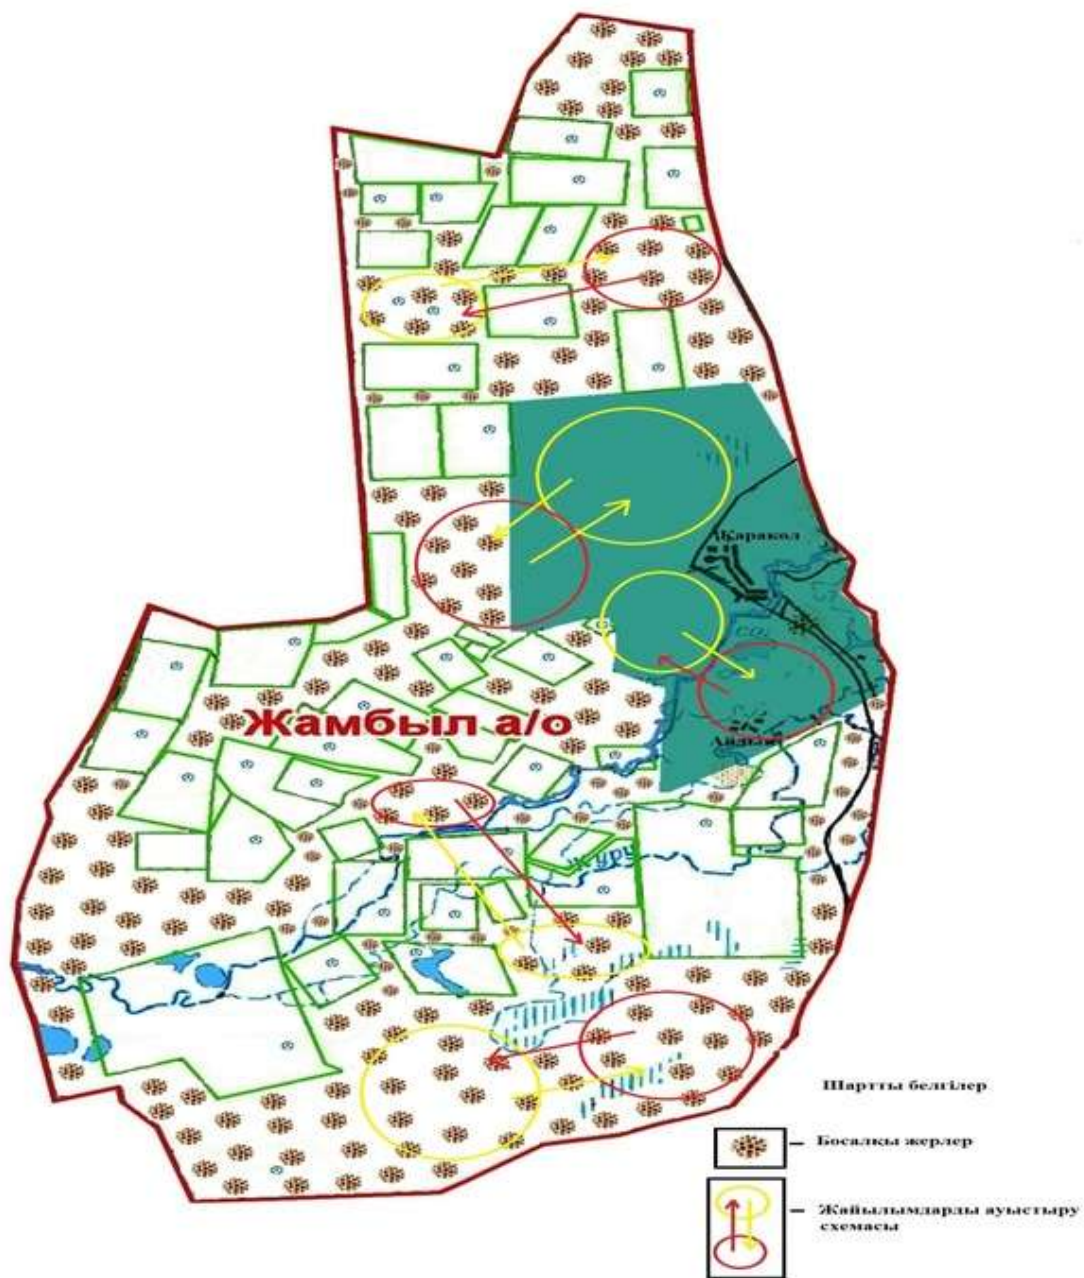 Қаракол
Жамбыл а/о
Шартты белгілер
Босалқы жерлер
Жайылымдарды ауыстыру
схемасы